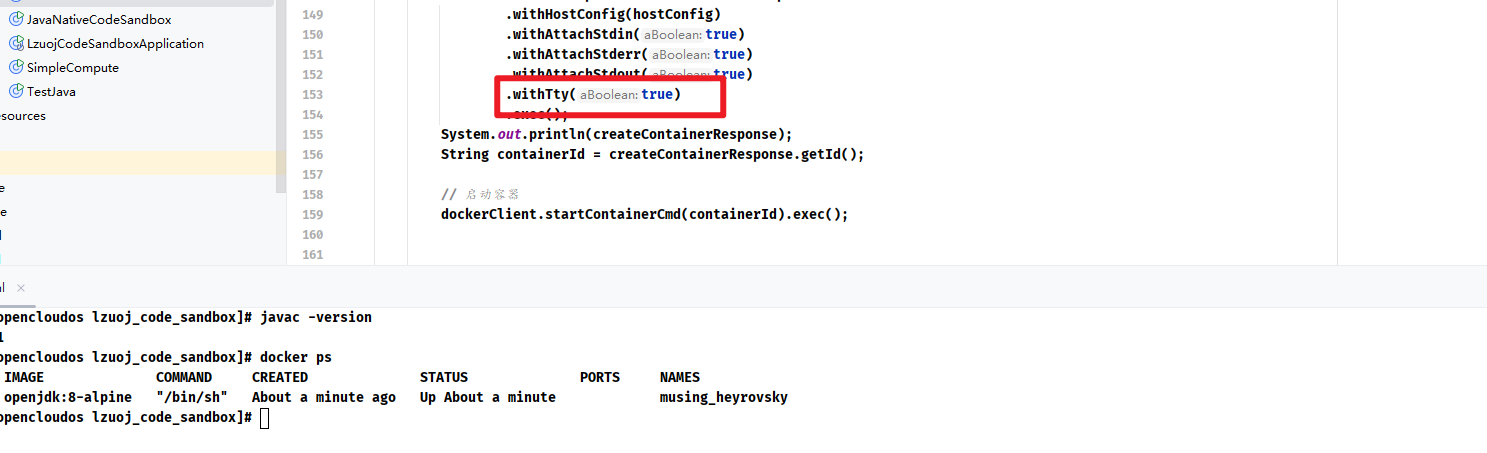 JavaNativeCodeSandbox
LzuojCodeSandboxApplication
SimpleCompute
TestJava
esources
e
e
l
149 .withHostConfig(hostConfig)
150 .withAttachStdin( aBoolean: true)
151 .withAttachStderr( aBoolean: true)
152 .withAttachStdout( aBoolean: true)
153 .withTty( aBoolean: true)
154 .exec();
155 System.out.println(createContainerResponse);
156 String containerId = createContainerResponse.getId();
157
158 // 启动容器
159 dockerClient.startContainerCmd(containerId).exec();
160
161
al ×
opencloudos lzuoj_code_sandbox]# javac -version
1
opencloudos lzuoj_code_sandbox]# docker ps
IMAGE COMMAND CREATED STATUS PORTS NAMES
openjdk:8-alpine "/bin/sh" About a minute ago Up About a minute musing_heyrovsky
opencloudos lzuoj_code_sandbox]#